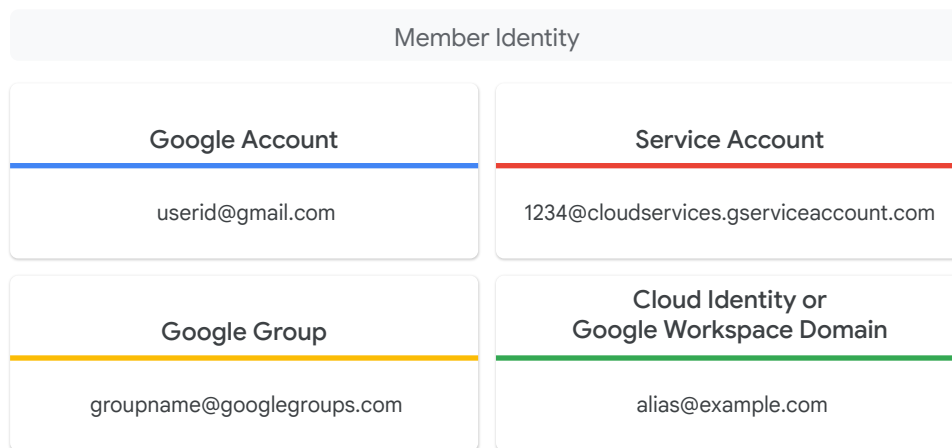 Member Identity
Google Account
userid@gmail.com
Service Account
1234@cloudservices.gserviceaccount.com
Google Group
groupname@googlegroups.com
Cloud Identity or
Google Workspace Domain
alias@example.com